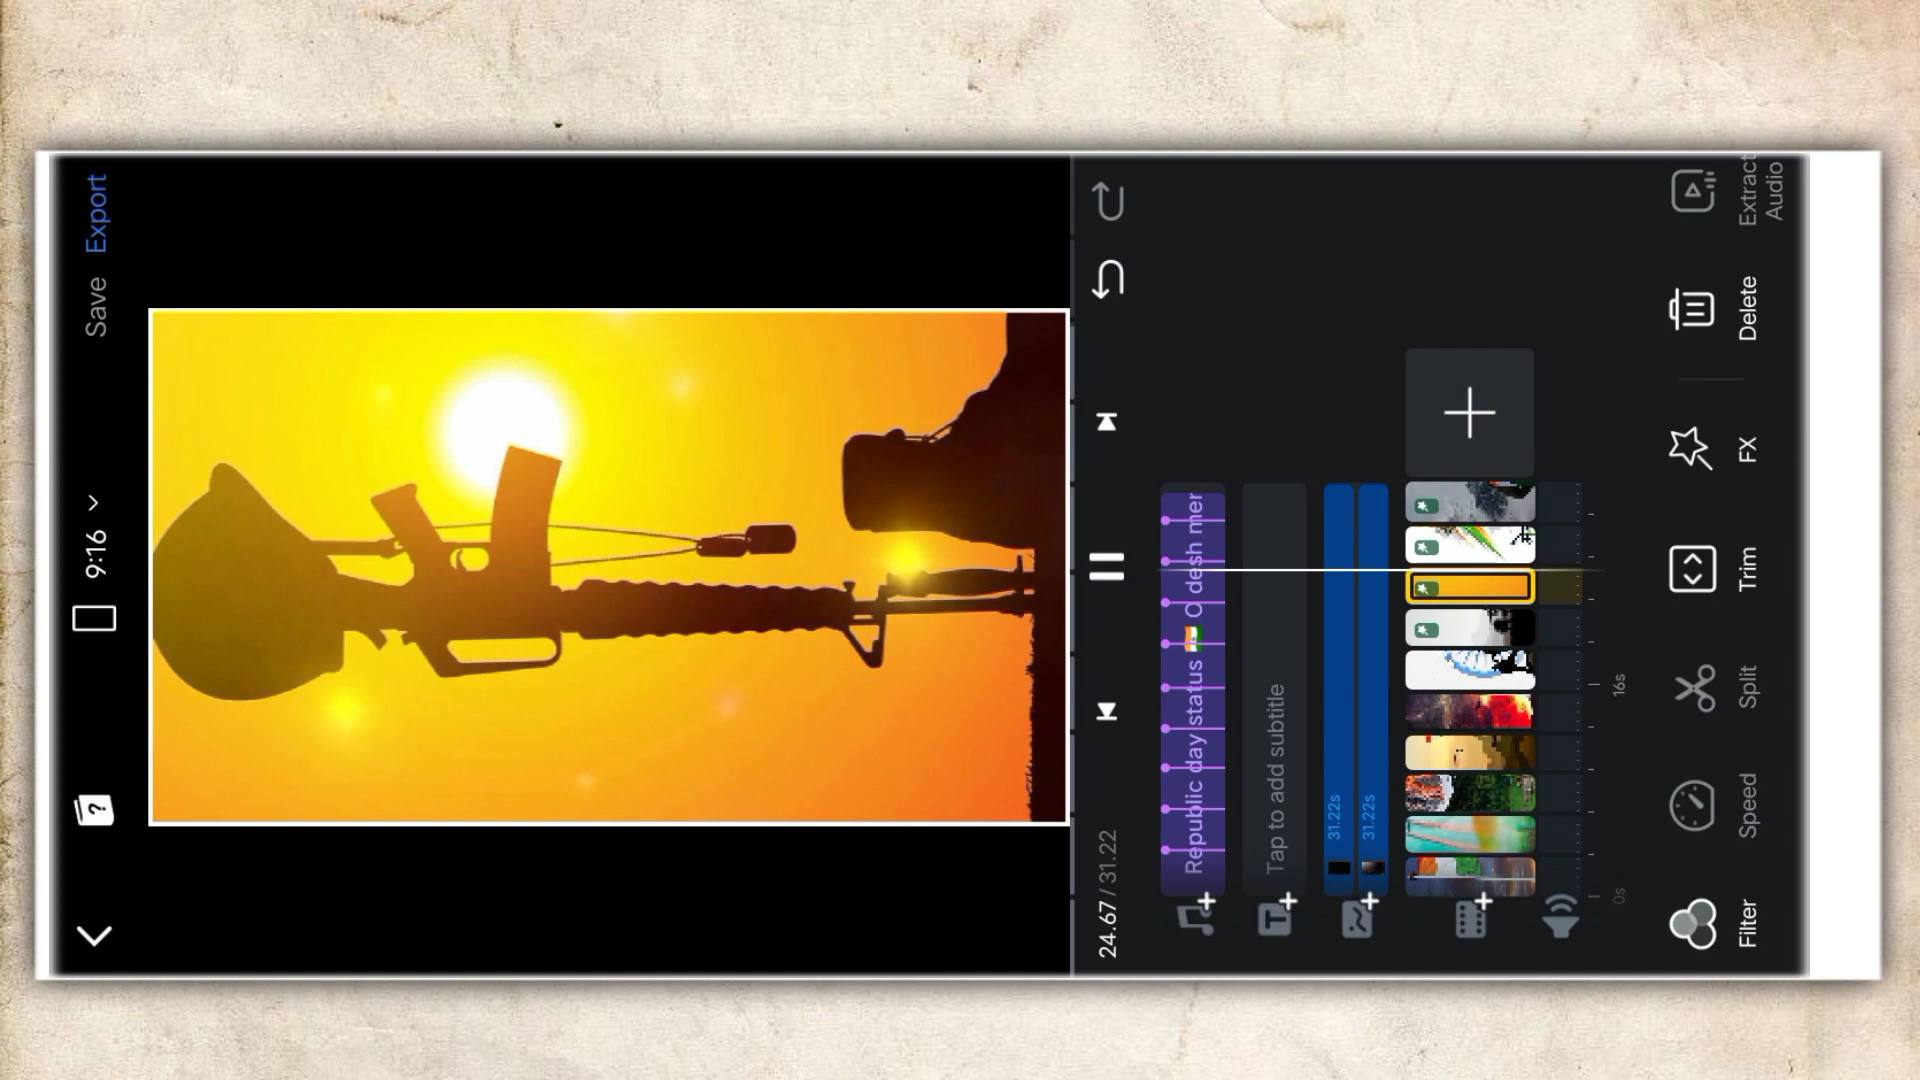 9:16
Save
Export
24.67 / 31.22
Republic day status 🇮🇳 O desh mer
Tap to add subtitle
31.22s
31.22s
0s
16s
Filter
Speed
Split
Trim
FX
Delete
Extract
Audio